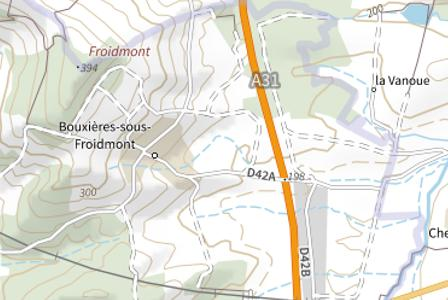 200
Froidmont
394
A31
la Vanoue
Bouxières-sous-
Froidmont
D42A
198
300
Che
D42B